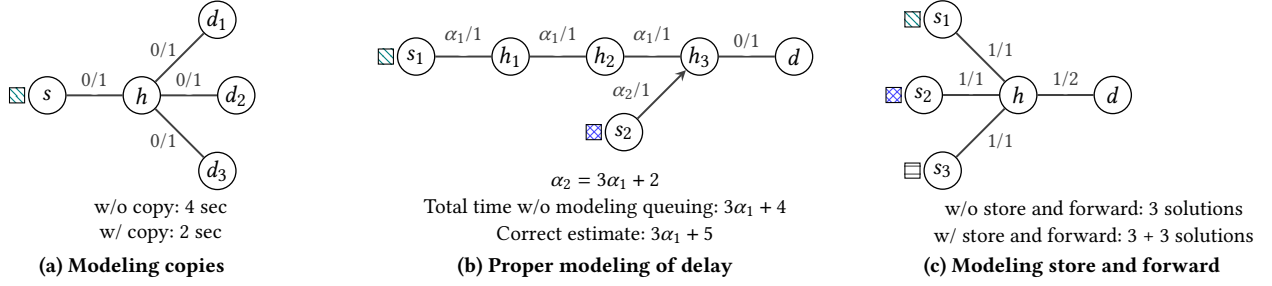 s
h
d₁
d₂
d₃
0/1
0/1
0/1
0/1
w/o copy: 4 sec
w/ copy: 2 sec
(a) Modeling copies
s₁
h₁
h₂
h₃
d
s₂
α₁/1
α₁/1
α₁/1
0/1
α₂/1
α₂ = 3α₁ + 2
Total time w/o modeling queuing: 3α₁ + 4
Correct estimate: 3α₁ + 5
(b) Proper modeling of delay
s₁
s₂
s₃
h
d
1/1
1/1
1/2
1/1
w/o store and forward: 3 solutions
w/ store and forward: 3 + 3 solutions
(c) Modeling store and forward